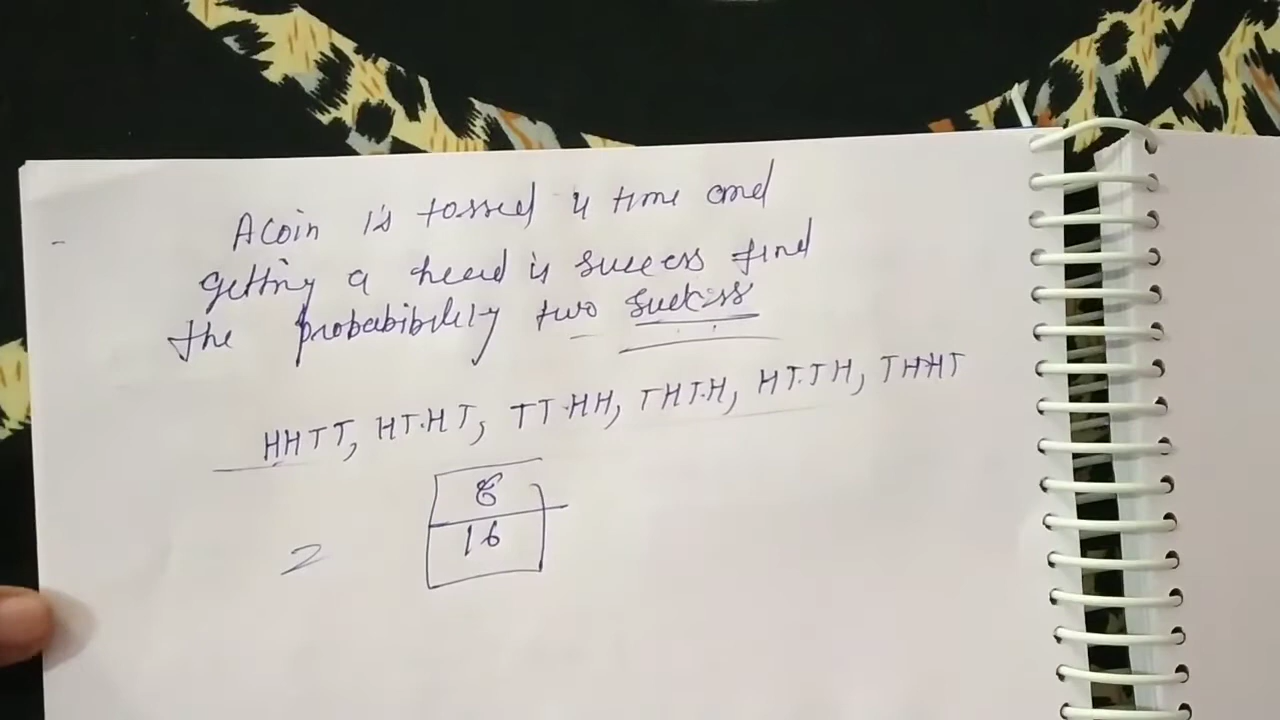 A coin is tossed 4 time and
getting a head is success find
the probabibility two success
HHTT, HT.HT, TT.HH, THT.H, HT.TH, THHT
6
= 16